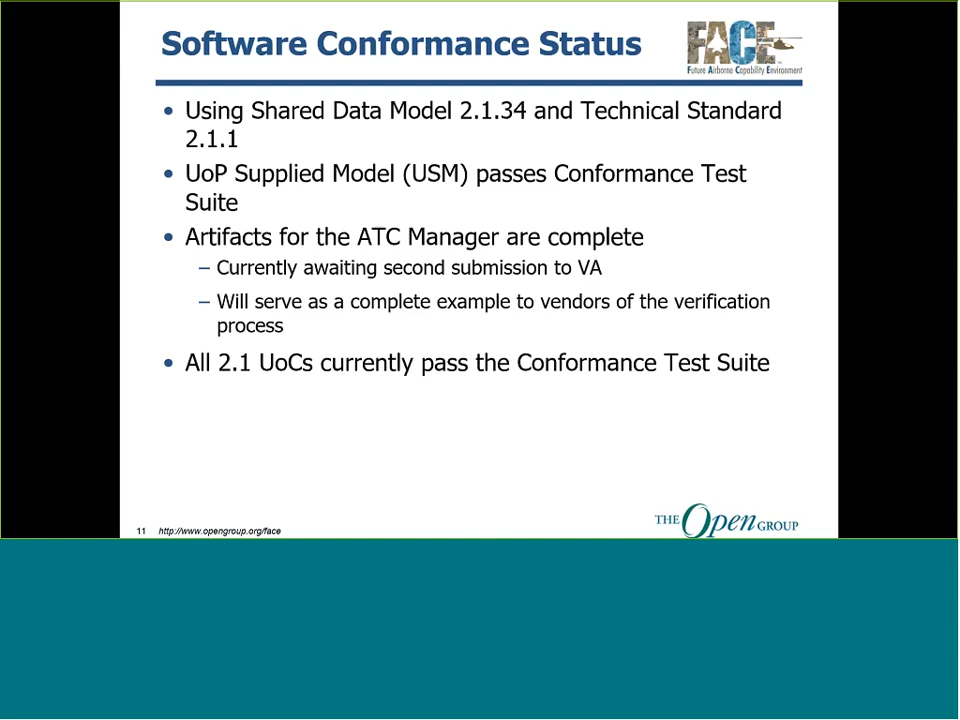 Software Conformance Status
FACE
Future Airborne Capability Environment
• Using Shared Data Model 2.1.34 and Technical Standard
2.1.1
• UoP Supplied Model (USM) passes Conformance Test
Suite
• Artifacts for the ATC Manager are complete
– Currently awaiting second submission to VA
– Will serve as a complete example to vendors of the verification
process
• All 2.1 UoCs currently pass the Conformance Test Suite
11 http://www.opengroup.org/face
THE Open GROUP